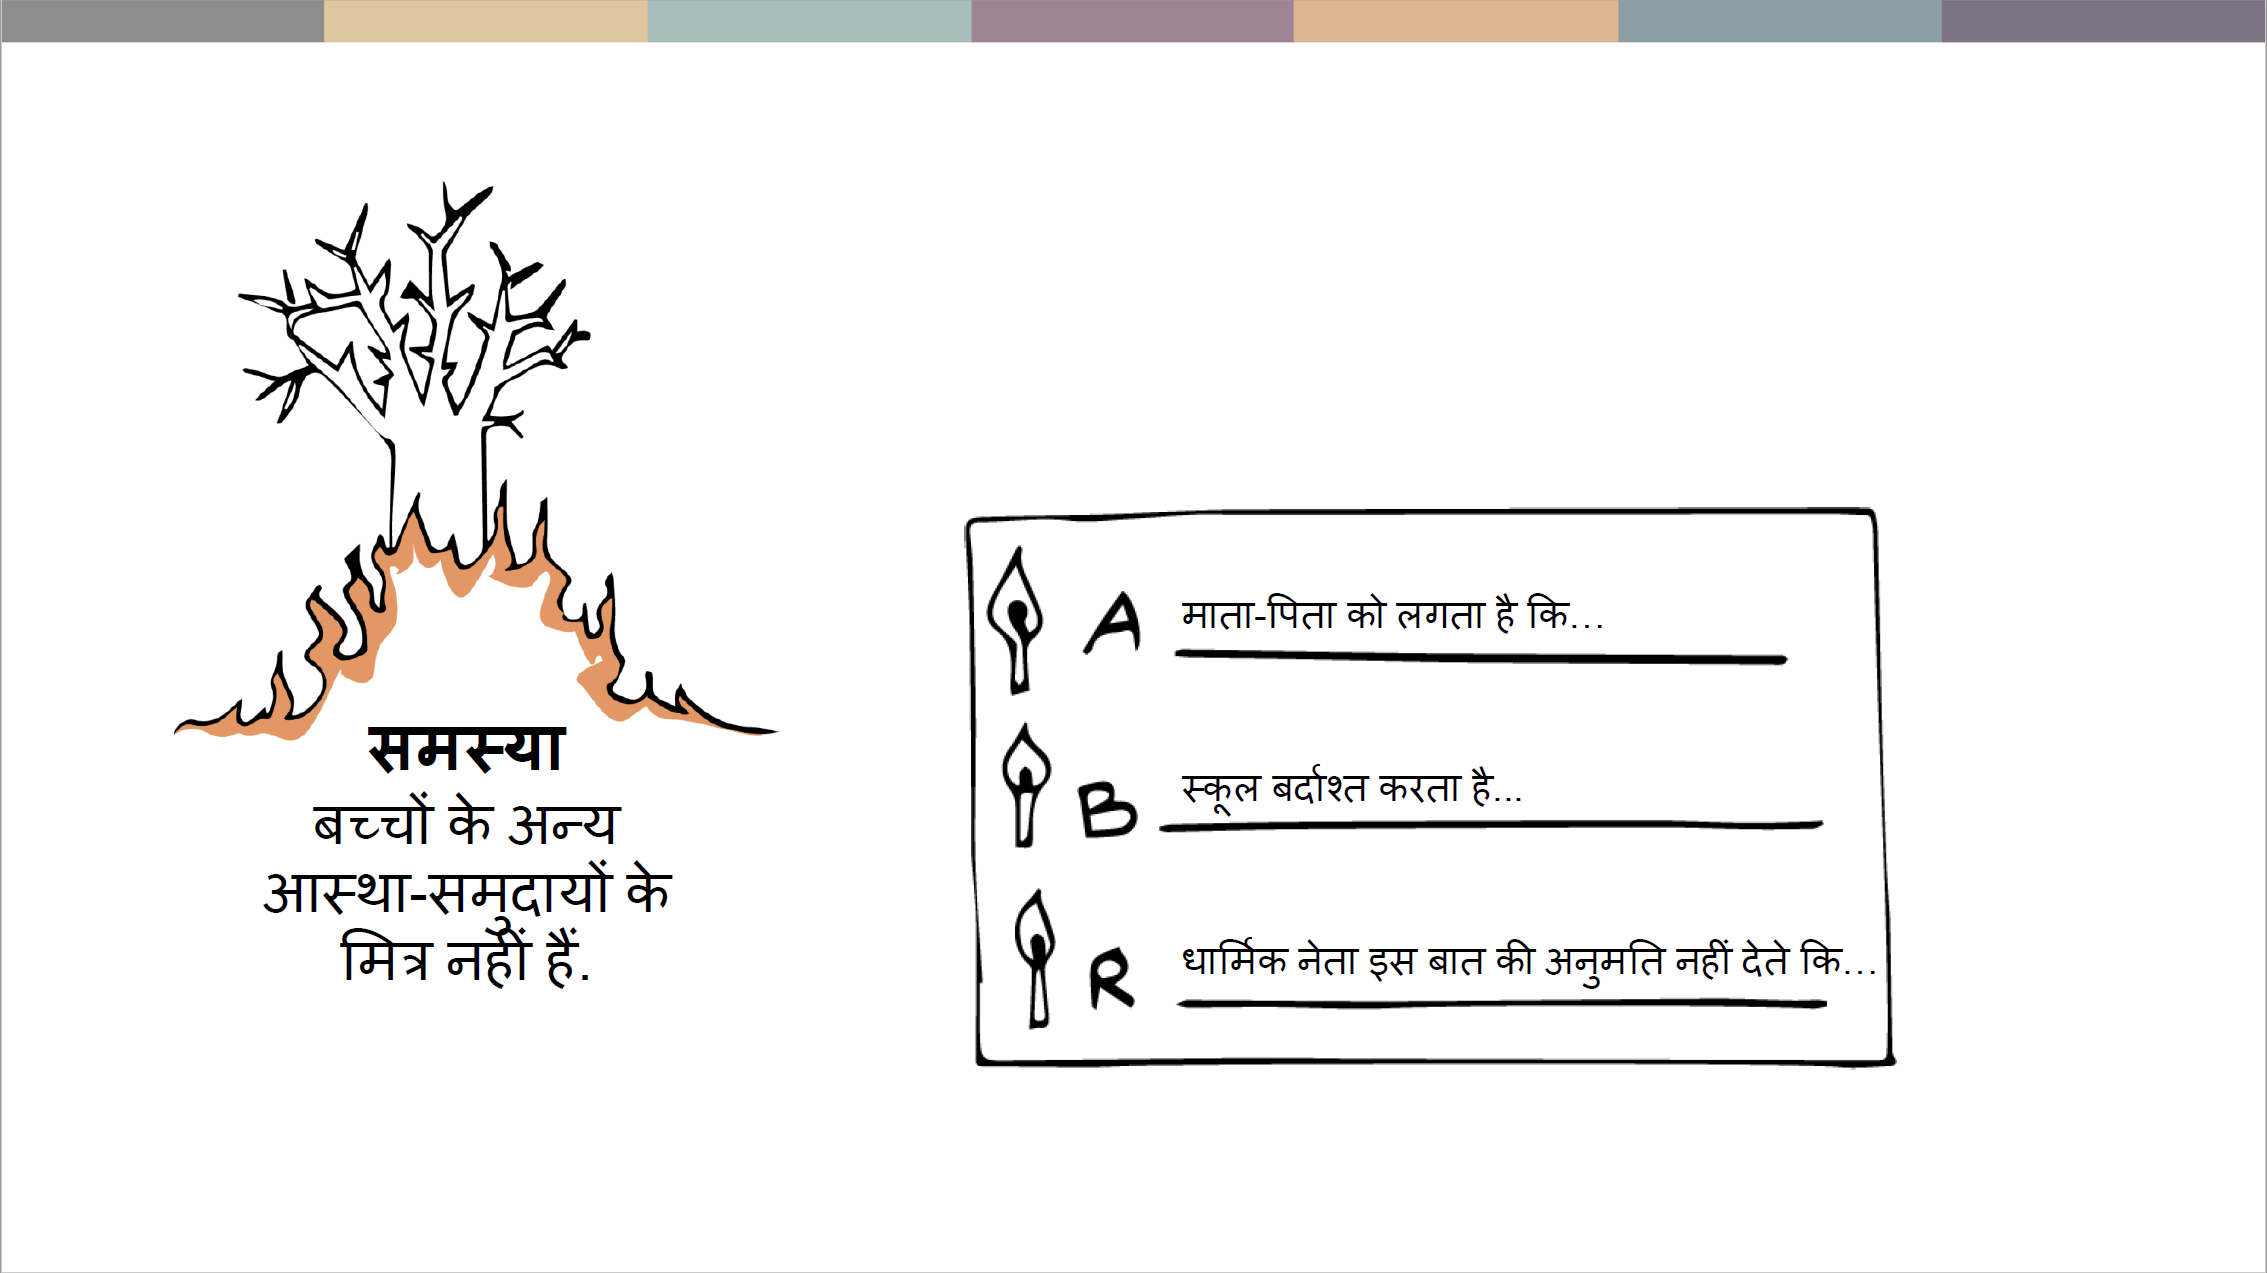 समस्या
बच्चों के अन्य
आस्था-समुदायों के
मित्र नहीं हैं.
A माता-पिता को लगता है कि...
B स्कूल बर्दाश्त करता है...
R धार्मिक नेता इस बात की अनुमति नहीं देते कि...